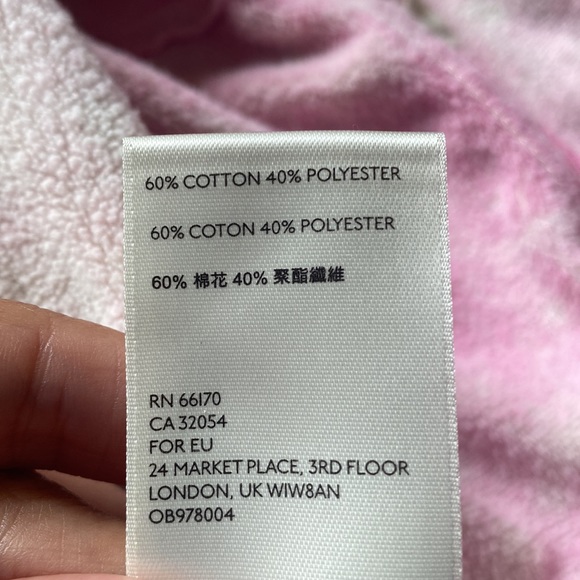 60% COTTON 40% POLYESTER
60% COTON 40% POLYESTER
60% 棉花 40% 聚酯纖維
RN 66170
CA 32054
FOR EU
24 MARKET PLACE, 3RD FLOOR
LONDON, UK W1W8AN
OB978004